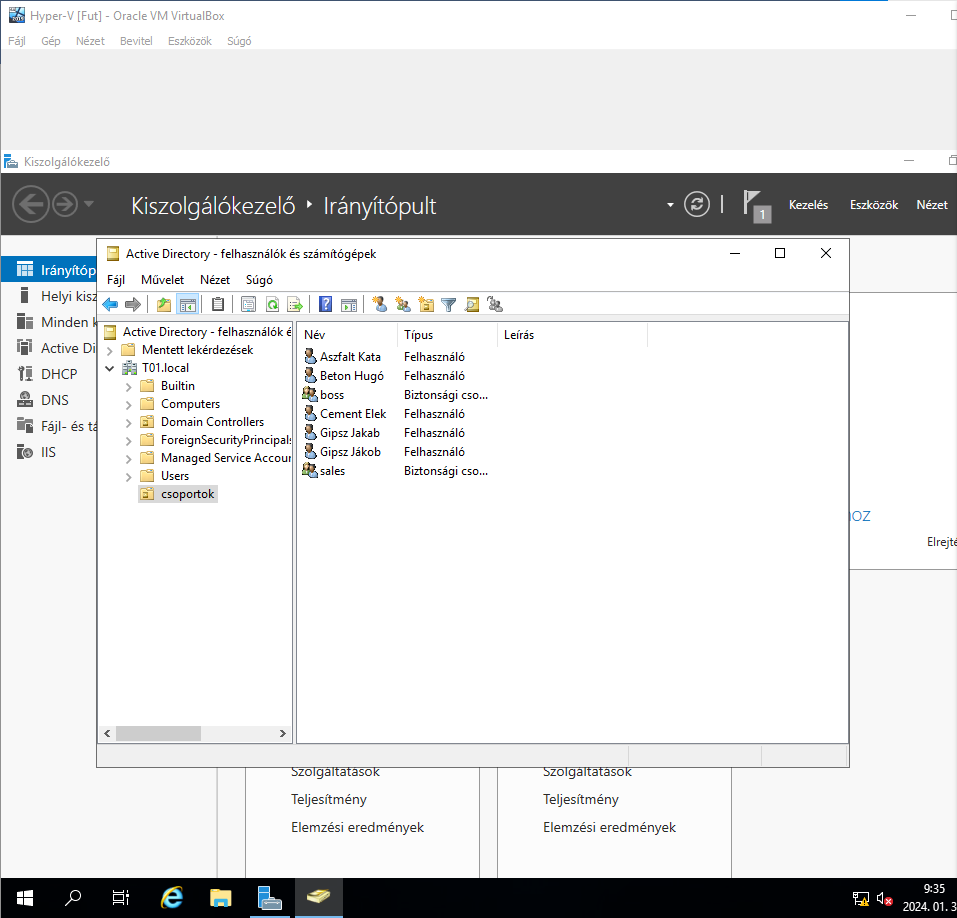 Hyper-V [Fut] - Oracle VM VirtualBox
Fájl Gép Nézet Bevitel Eszközök Súgó
Kiszolgálókezelő
Kiszolgálókezelő Irányítópult
1
Kezelés Eszközök Nézet
Irányítóp
Helyi kisz
Minden k
Active Di
DHCP
DNS
Fájl- és tá
IIS
Active Directory - felhasználók és számítógépek
Fájl Művelet Nézet Súgó
Active Directory - felhasználók é
Mentett lekérdezések
T01.local
Builtin
Computers
Domain Controllers
ForeignSecurityPrincipals
Managed Service Accoun
Users
csoportok
Név Típus Leírás
Aszfalt Kata Felhasználó
Beton Hugó Felhasználó
boss Biztonsági cso...
Cement Elek Felhasználó
Gipsz Jakab Felhasználó
Gipsz Jákob Felhasználó
sales Biztonsági cso...
HOZ
Elrejté
Szolgáltatások Szolgáltatások
Teljesítmény Teljesítmény
Elemzési eredmények Elemzési eredmények
9:35
2024. 01. 3